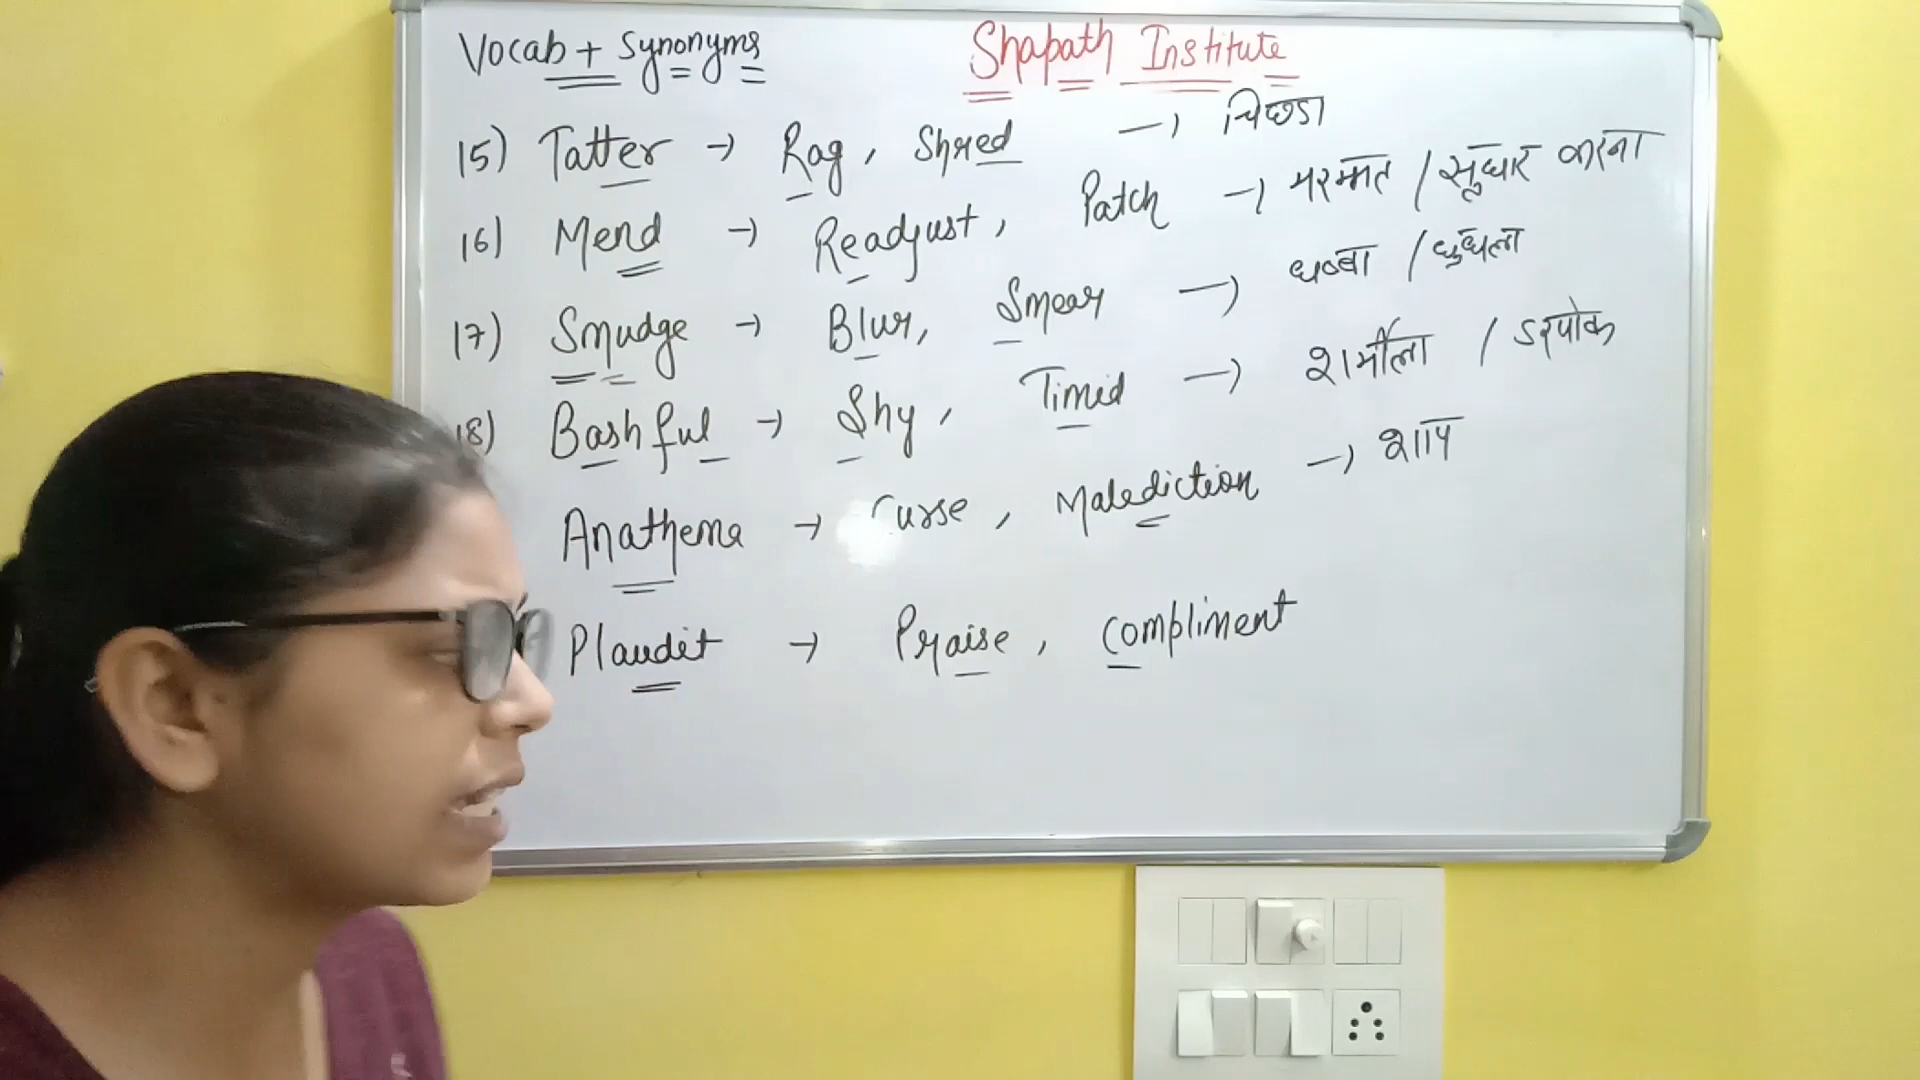 Vocab + Synonyms
Shapath Institute
15) Tatter → Rag, Shred → चिछडा
16) Mend → Readjust, Patch → मरम्मत / सूधार करना
17) Smudge → Blur, Smear → धब्बा / धुधला
18) Bashful → Shy, Timid → शर्मीला / डरपोक
Anathema → Curse, Malediction → शाप
Plaudit → Praise, Compliment